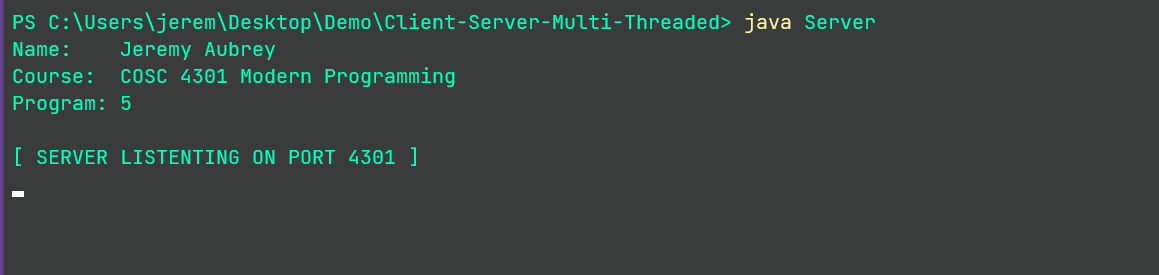 PS C:\Users\jerem\Desktop\Demo\Client-Server-Multi-Threaded> java Server
Name:    Jeremy Aubrey
Course:  COSC 4301 Modern Programming
Program: 5
[ SERVER LISTENTING ON PORT 4301 ]